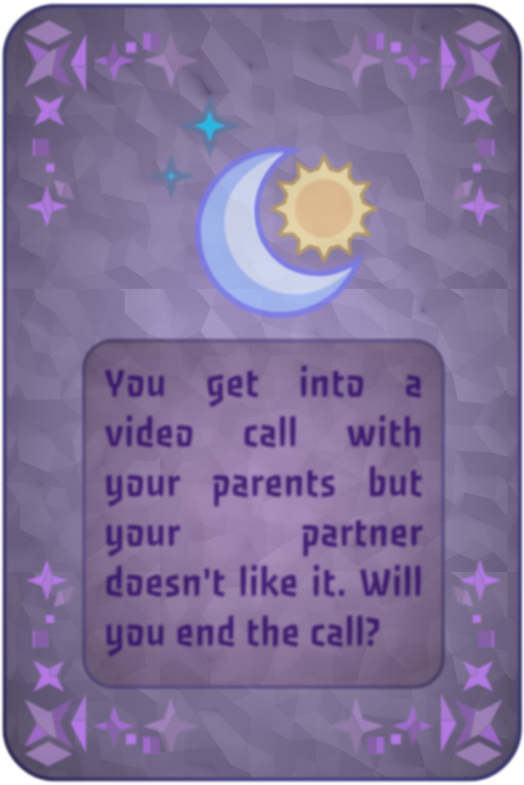 You get into a
video call with
your parents but
your partner
doesn't like it. Will
you end the call?